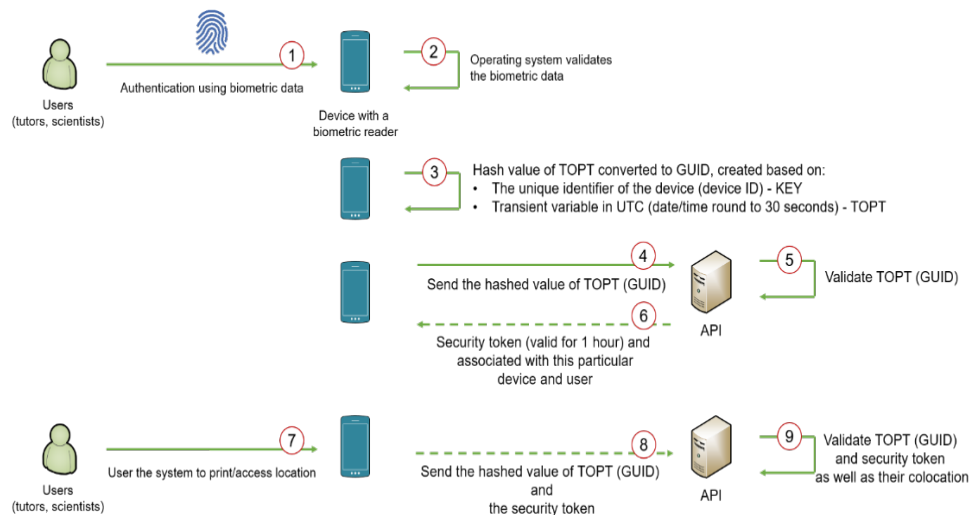 1
Authentication using biometric data
Users
(tutors, scientists)
Device with a
biometric reader
2
Operating system validates
the biometric data
3
Hash value of TOPT converted to GUID, created based on:
• The unique identifier of the device (device ID) - KEY
• Transient variable in UTC (date/time round to 30 seconds) - TOPT
4
Send the hashed value of TOPT (GUID)
API
5
Validate TOPT (GUID)
6
Security token (valid for 1 hour) and
associated with this particular
device and user
7
User the system to print/access location
Users
(tutors, scientists)
8
Send the hashed value of TOPT (GUID)
and
the security token
API
9
Validate TOPT (GUID)
and security token
as well as their colocation